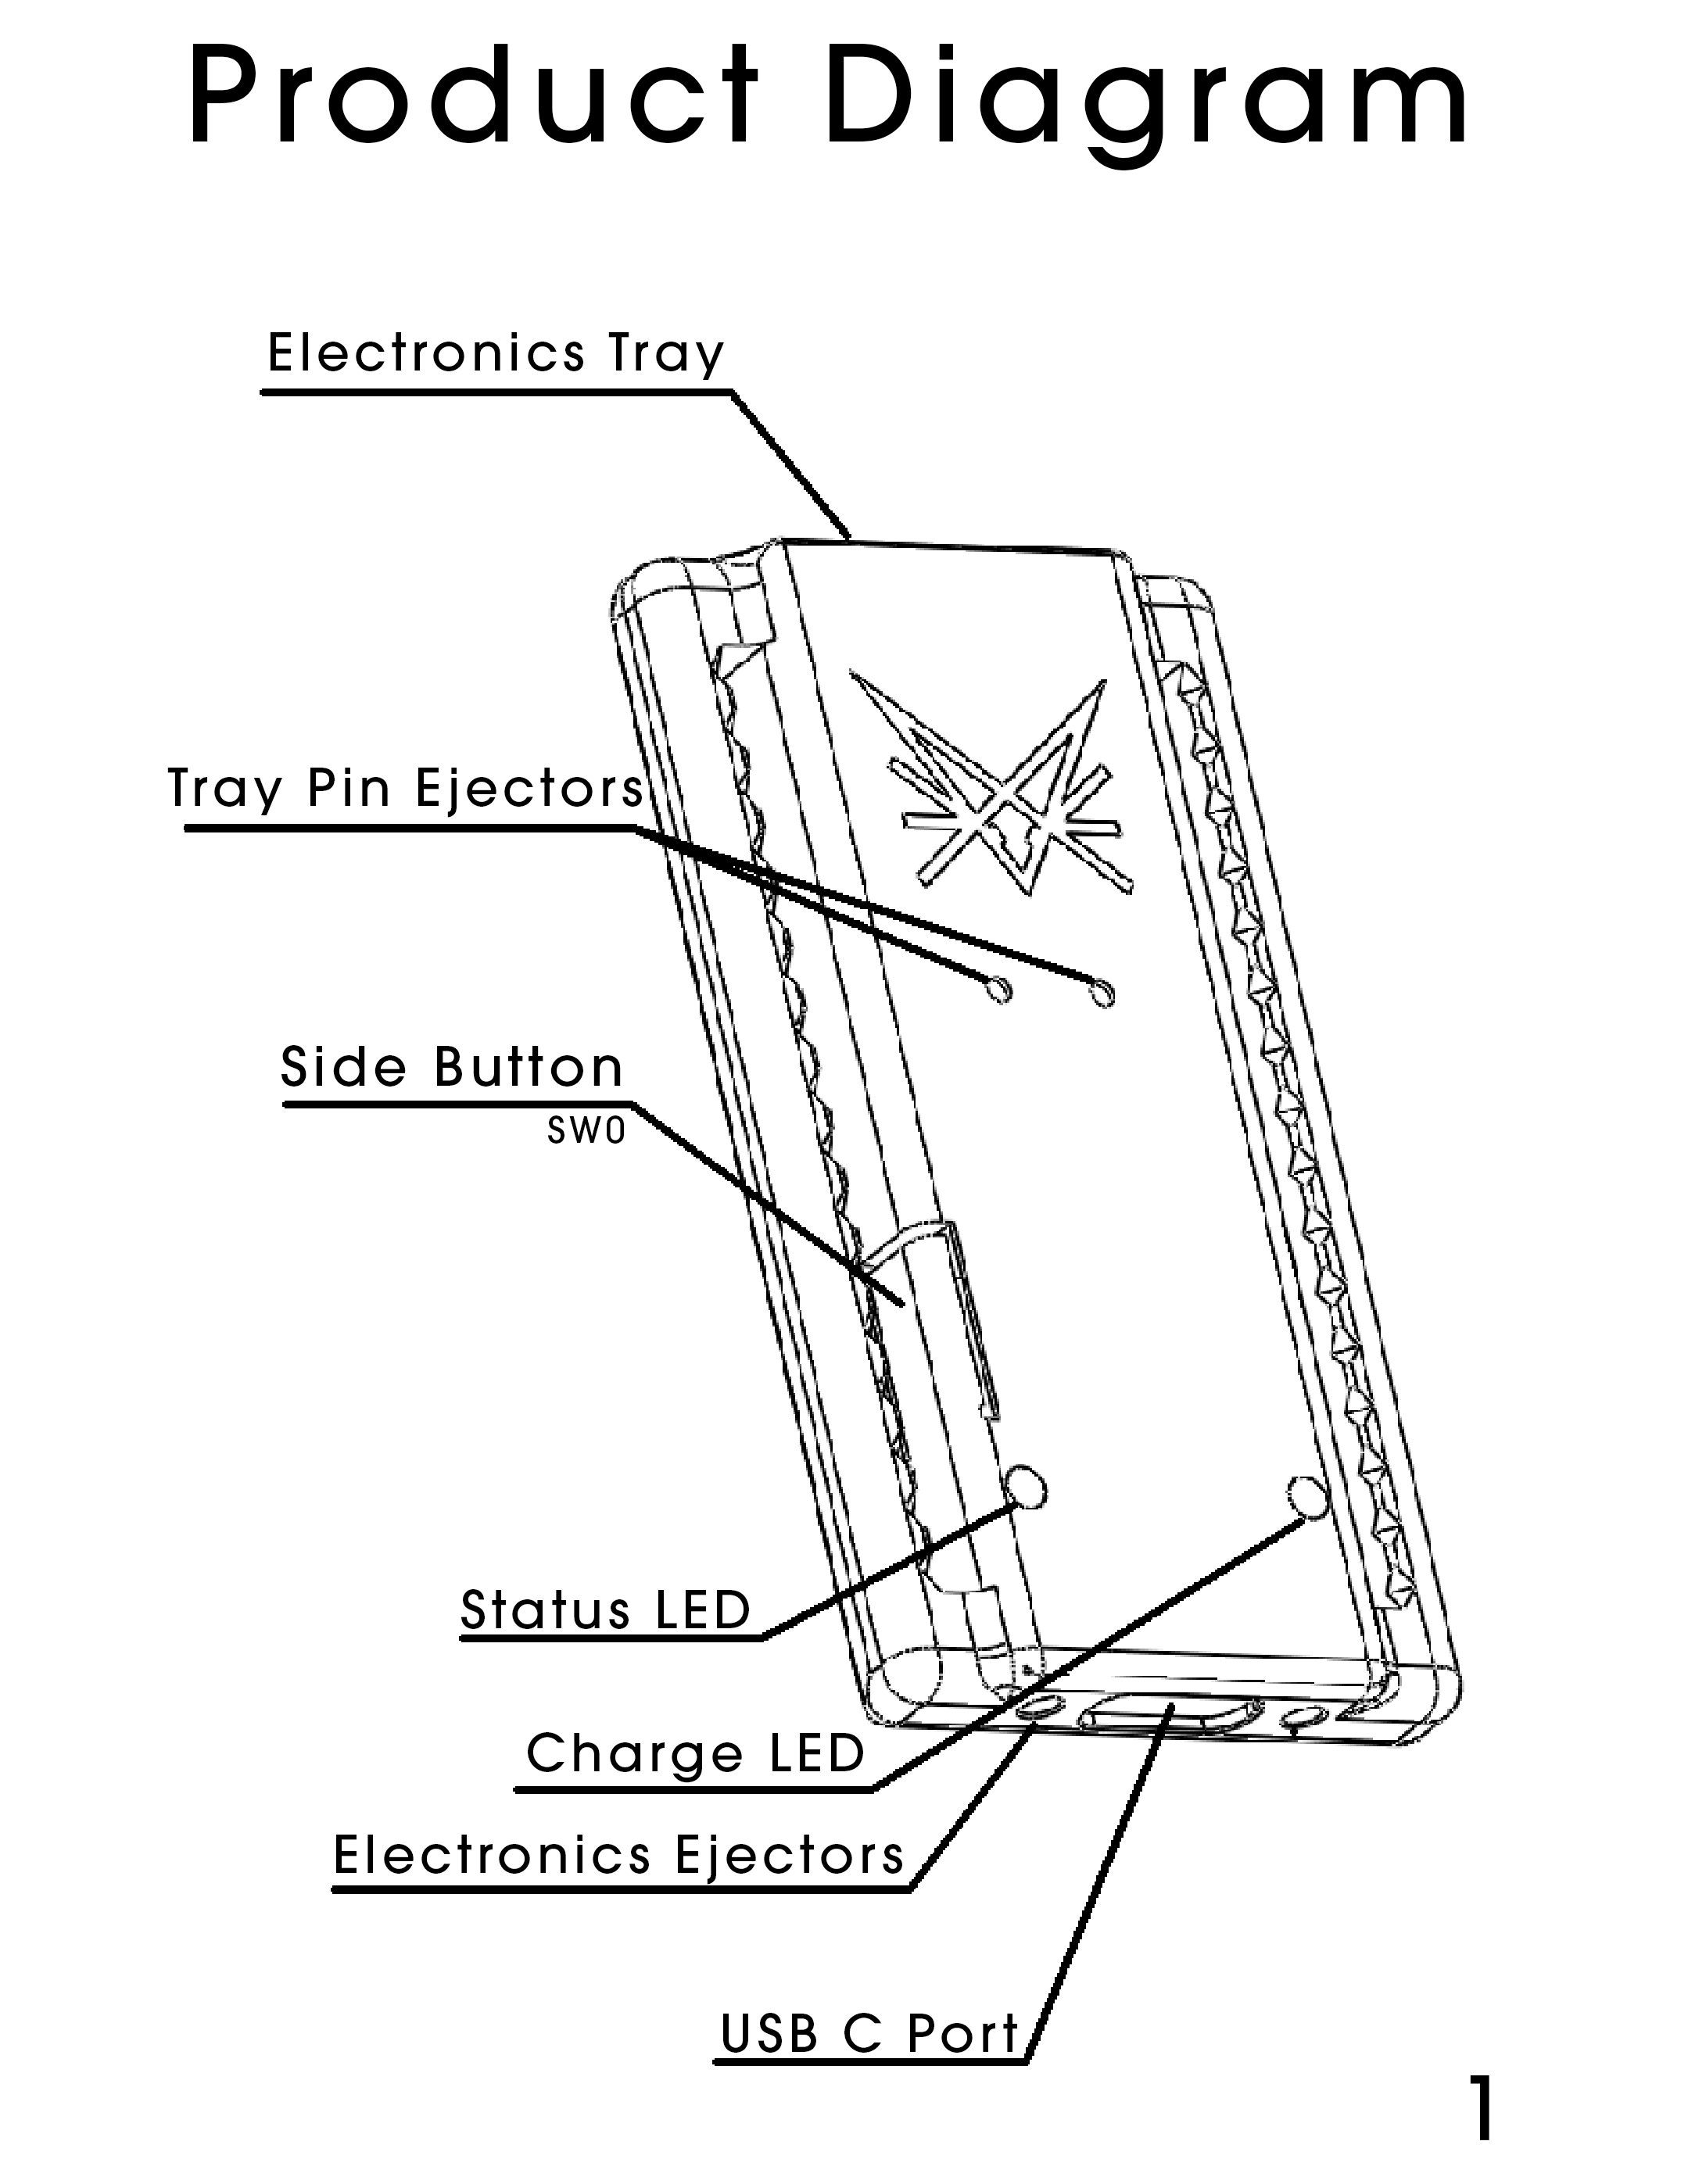 Product Diagram
Electronics Tray
Tray Pin Ejectors
Side Button
SW0
Status LED
Charge LED
Electronics Ejectors
USB C Port
1